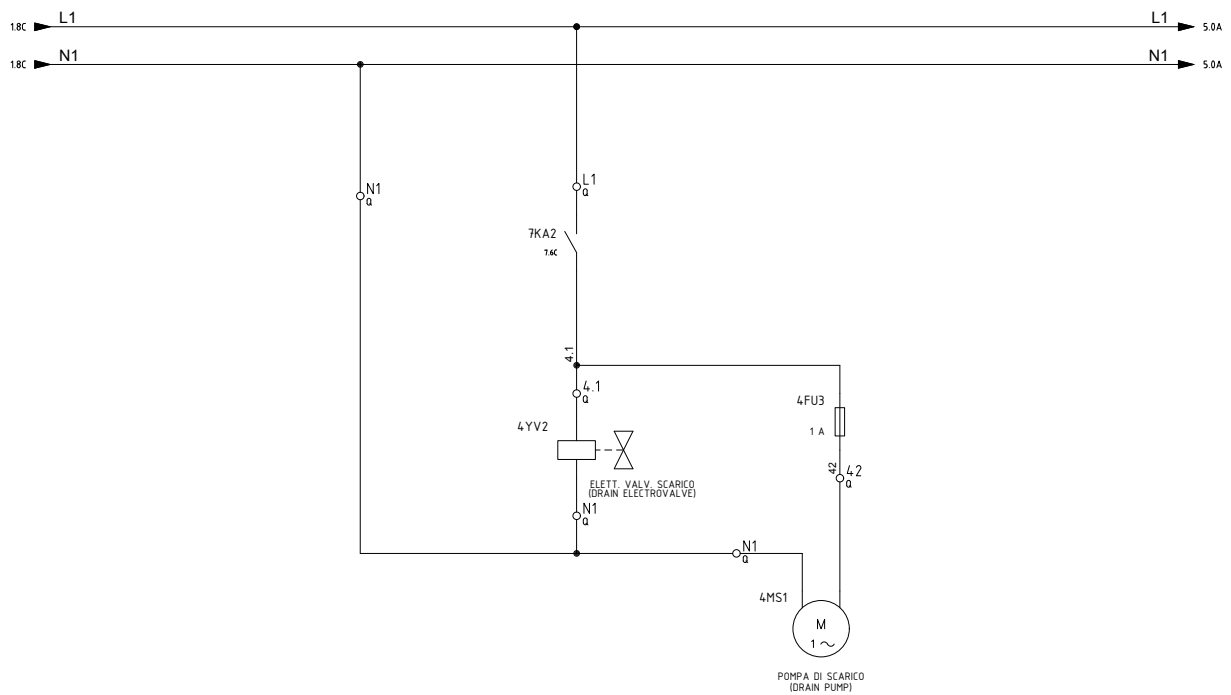 1.8C L1 L1 5.0A
1.8C N1 N1 5.0A
L1
Q
N1
Q
7KA2
7.6C
4.1
4.1
Q
4FU3
1 A
4YV2
42
42
Q
ELETT. VALV. SCARICO
(DRAIN ELECTROVALVE)
N1
Q
N1
Q
4MS1
M
1 ~
POMPA DI SCARICO
(DRAIN PUMP)